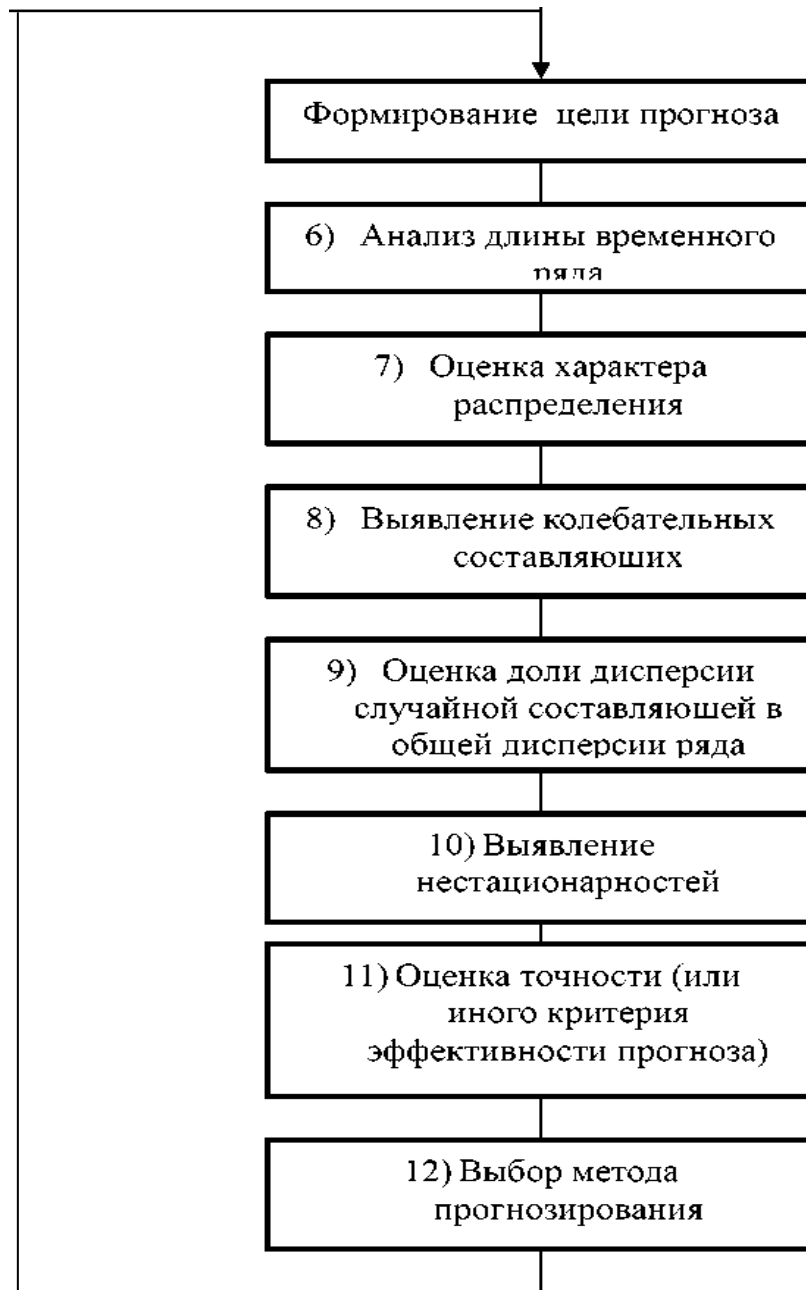 Формирование цели прогноза
6) Анализ длины временного
ряда
7) Оценка характера
распределения
8) Выявление колебательных
составляюших
9) Оценка доли дисперсии
случайной составляюшей в
общей дисперсии ряда
10) Выявление
нестационарностей
11) Оценка точности (или
иного критерия
эффективности прогноза)
12) Выбор метода
прогнозирования